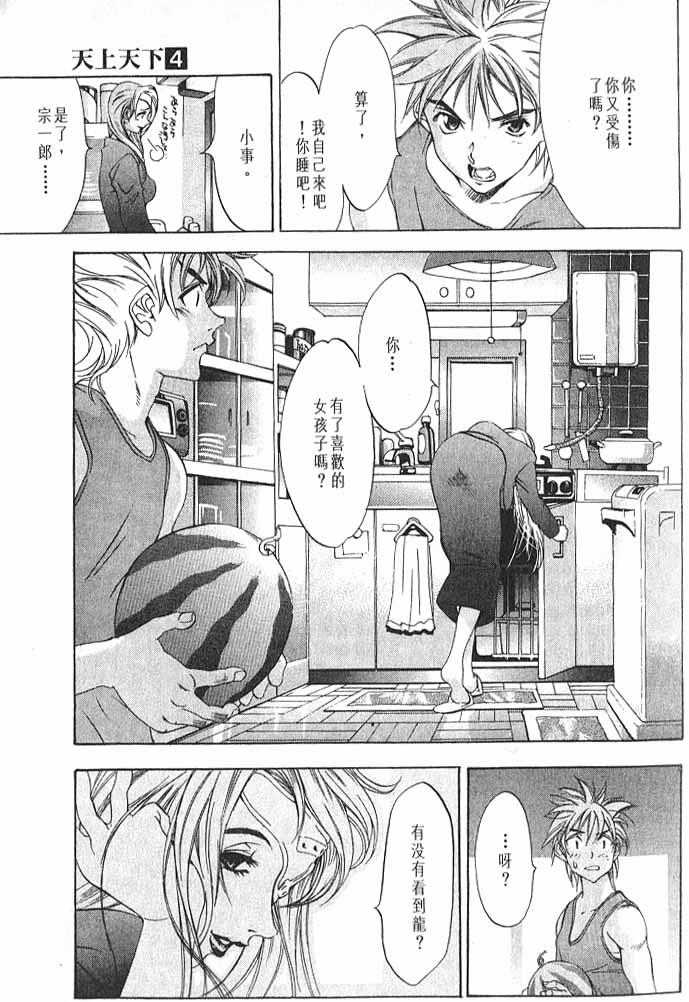 天上天下4
你………
你又受傷
了嗎？
算了，
我自己來吧
！你睡吧！
小事。
是了，
宗一郎……
你…
有了喜歡的
女孩子嗎？
…呀？
有没有看到龍？